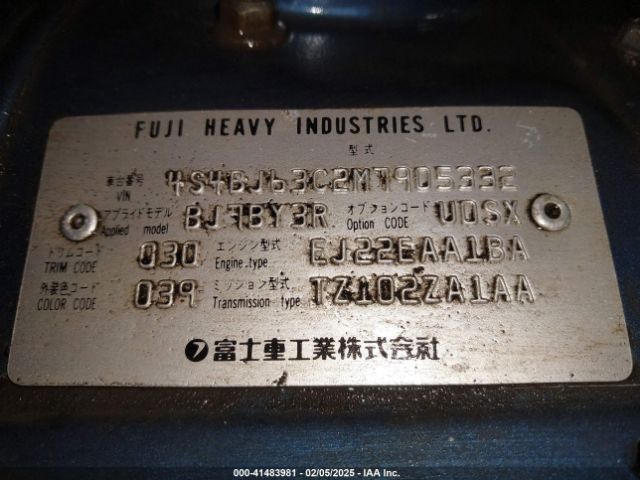 FUJI HEAVY INDUSTRIES LTD.
型式
車台番号 VIN 4S4BJ63C2M7905332
アプライドモデル Applied model BJ7BY3R オプションコード Option CODE UDSX
トリムコード TRIM CODE 030 エンジン型式 Engine type EJ22EAA1BA
外装色コード COLOR CODE 039 ミッション型式 Transmission type TZ102ZA1AA
富士重工業株式会社
000-41483981 - 02/05/2025 - IAA Inc.